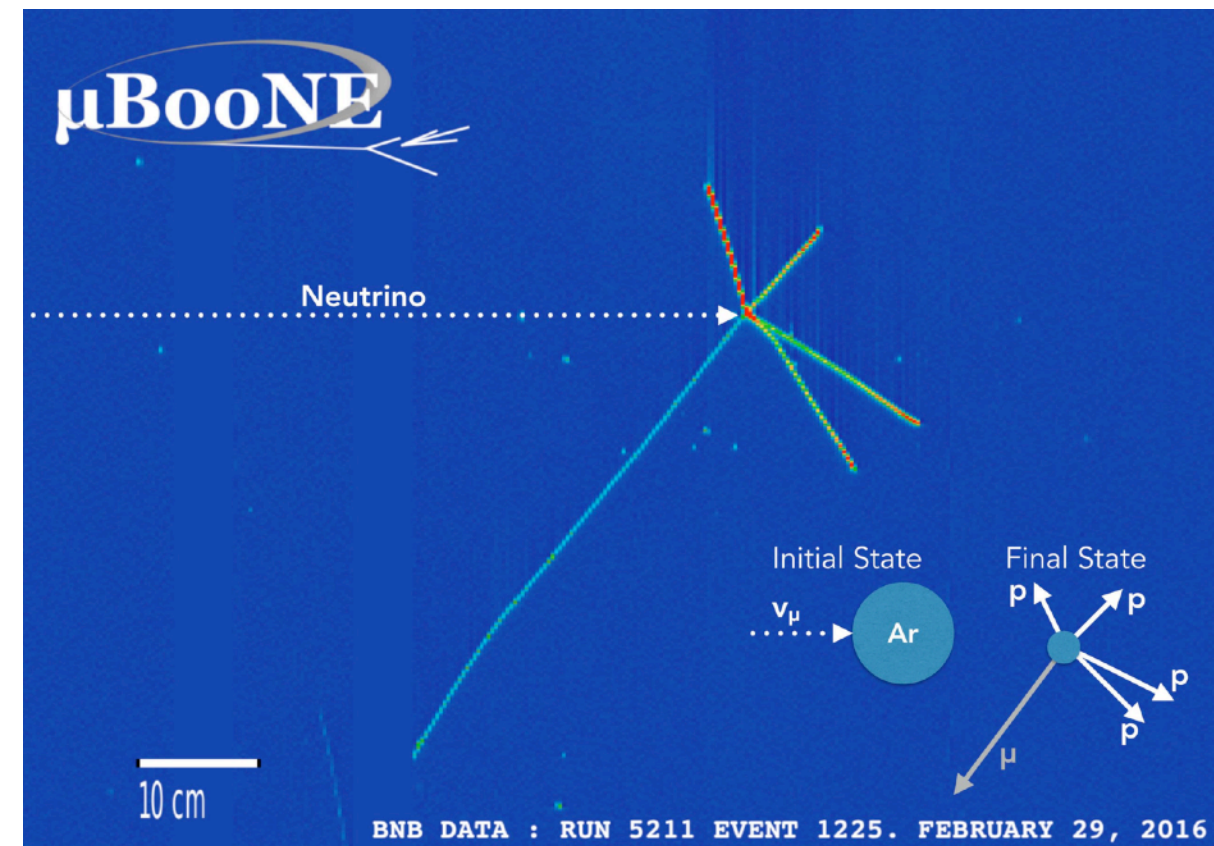 µBooNE
Neutrino
Initial State
Final State
νμ
Ar
p
p
p
p
μ
10 cm
BNB DATA : RUN 5211 EVENT 1225. FEBRUARY 29, 2016